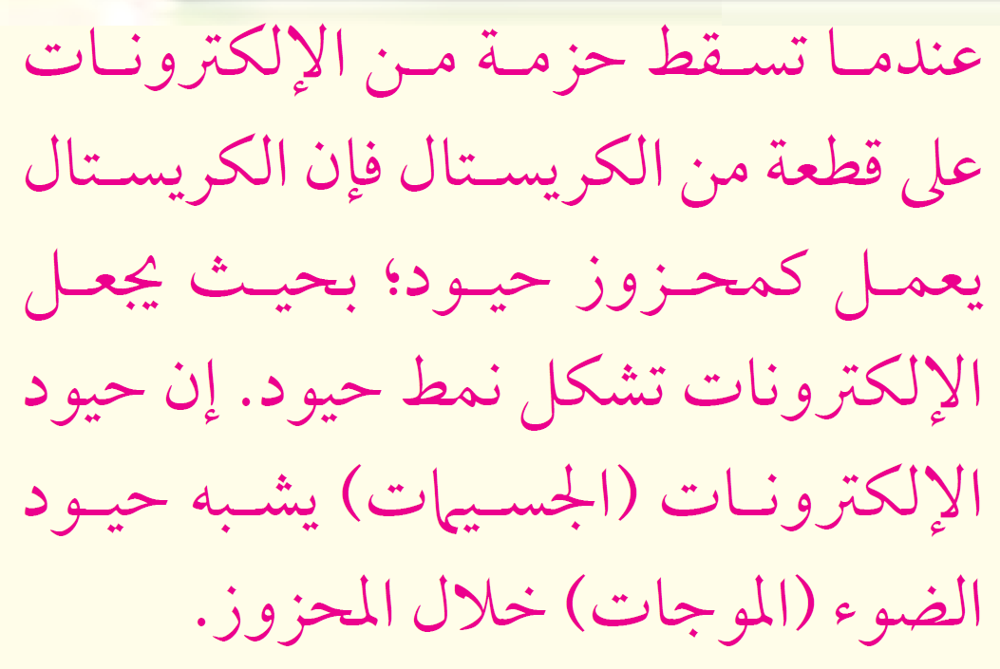 عندما تسقط حزمة من الإلكترونات
على قطعة من الكريستال فإن الكريستال
يعمل كمحزوز حيود؛ بحيث يجعل
الإلكترونات تشكل نمط حيود. إن حيود
الإلكترونات (الجسيمات) يشبه حيود
الضوء (الموجات) خلال المحزوز.